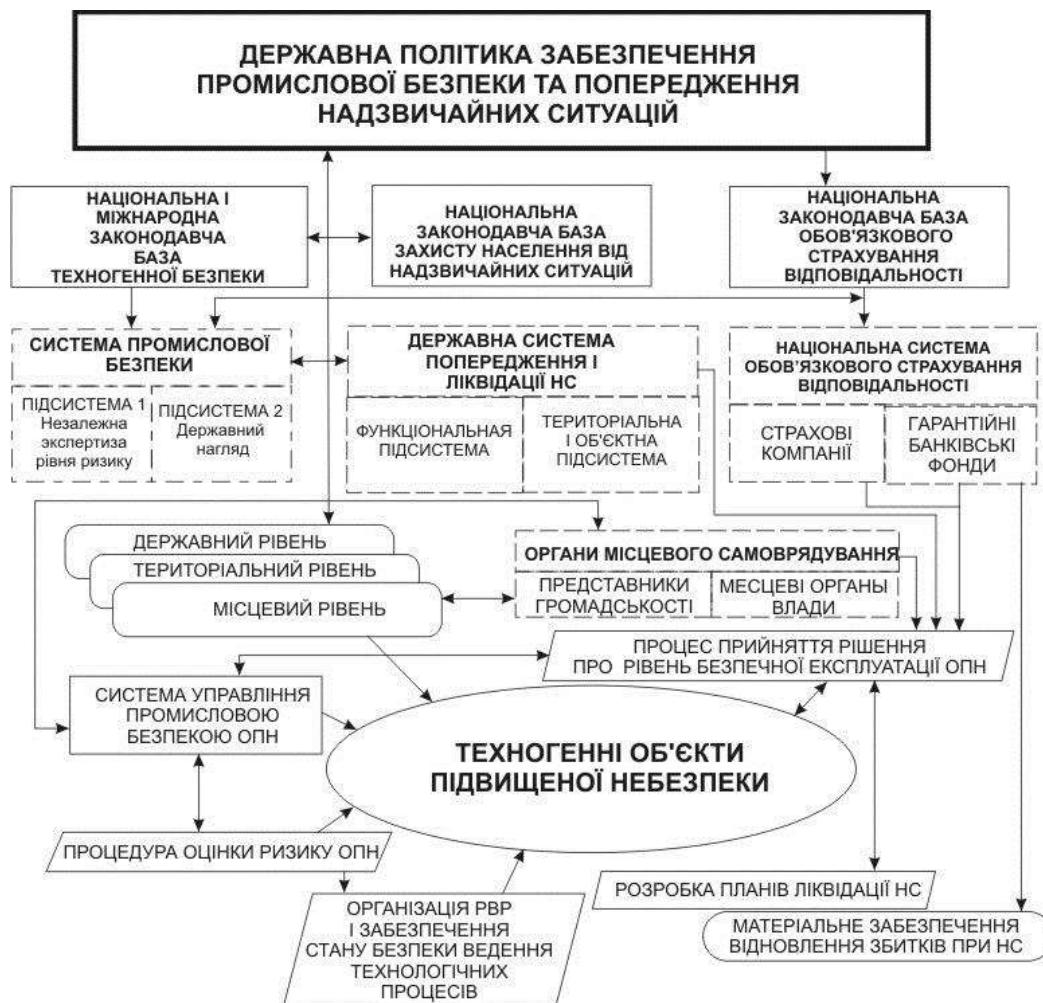 ДЕРЖАВНА ПОЛІТИКА ЗАБЕЗПЕЧЕННЯ
ПРОМИСЛОВОЇ БЕЗПЕКИ ТА ПОПЕРЕДЖЕННЯ
НАДЗВИЧАЙНИХ СИТУАЦІЙ
НАЦІОНАЛЬНА І
МІЖНАРОДНА
ЗАКОНОДАВЧА
БАЗА
ТЕХНОГЕННОЇ БЕЗПЕКИ
НАЦІОНАЛЬНА
ЗАКОНОДАВЧА БАЗА
ЗАХИСТУ НАСЕЛЕННЯ ВІД
НАДЗВИЧАЙНИХ СИТУАЦІЙ
НАЦІОНАЛЬНА
ЗАКОНОДАВЧА БАЗА
ОБОВ'ЯЗКОВОГО
СТРАХУВАННЯ
ВІДПОВІДАЛЬНОСТІ
СИСТЕМА ПРОМИСЛОВОЇ
БЕЗПЕКИ
ПІДСИСТЕМА 1
Незалежна
экспертиза
рівня ризику
ПІДСИСТЕМА 2
Державний
нагляд
ДЕРЖАВНА СИСТЕМА
ПОПЕРЕДЖЕННЯ І
ЛІКВІДАЦІЇ НС
ФУНКЦІОНАЛЬНАЯ
ПІДСИСТЕМА
ТЕРИТОРІАЛЬНА
І ОБ'ЄКТНА
ПІДСИСТЕМА
НАЦІОНАЛЬНА СИСТЕМА
ОБОВ'ЯЗКОВОГО СТРАХУВАННЯ
ВІДПОВІДАЛЬНОСТІ
СТРАХОВІ
КОМПАНІЇ
ГАРАНТІЙНІ
БАНКІВСЬКІ
ФОНДИ
ДЕРЖАВНИЙ РІВЕНЬ
ТЕРИТОРІАЛЬНИЙ РІВЕНЬ
МІСЦЕВИЙ РІВЕНЬ
ОРГАНИ МІСЦЕВОГО САМОВРЯДУВАННЯ
ПРЕДСТАВНИКИ
ГРОМАДСЬКОСТІ
МЕСЦЕВІ ОРГАНЫ
ВЛАДИ
ПРОЦЕС ПРИЙНЯТТЯ РІШЕННЯ
ПРО РІВЕНЬ БЕЗПЕЧНОЇ ЕКСПЛУАТАЦІЇ ОПН
СИСТЕМА УПРАВЛІННЯ
ПРОМИСЛОВОЮ
БЕЗПЕКОЮ ОПН
ТЕХНОГЕННІ ОБ'ЄКТИ
ПІДВИЩЕНОЇ НЕБЕЗПЕКИ
ПРОЦЕДУРА ОЦІНКИ РИЗИКУ ОПН
ОРГАНІЗАЦІЯ РВР
І ЗАБЕЗПЕЧЕННЯ
СТАНУ БЕЗПЕКИ ВЕДЕННЯ
ТЕХНОЛОГІЧНИХ
ПРОЦЕСІВ
РОЗРОБКА ПЛАНІВ ЛІКВІДАЦІЇ НС
МАТЕРІАЛЬНЕ ЗАБЕЗПЕЧЕННЯ
ВІДНОВЛЕННЯ ЗБИТКІВ ПРИ НС